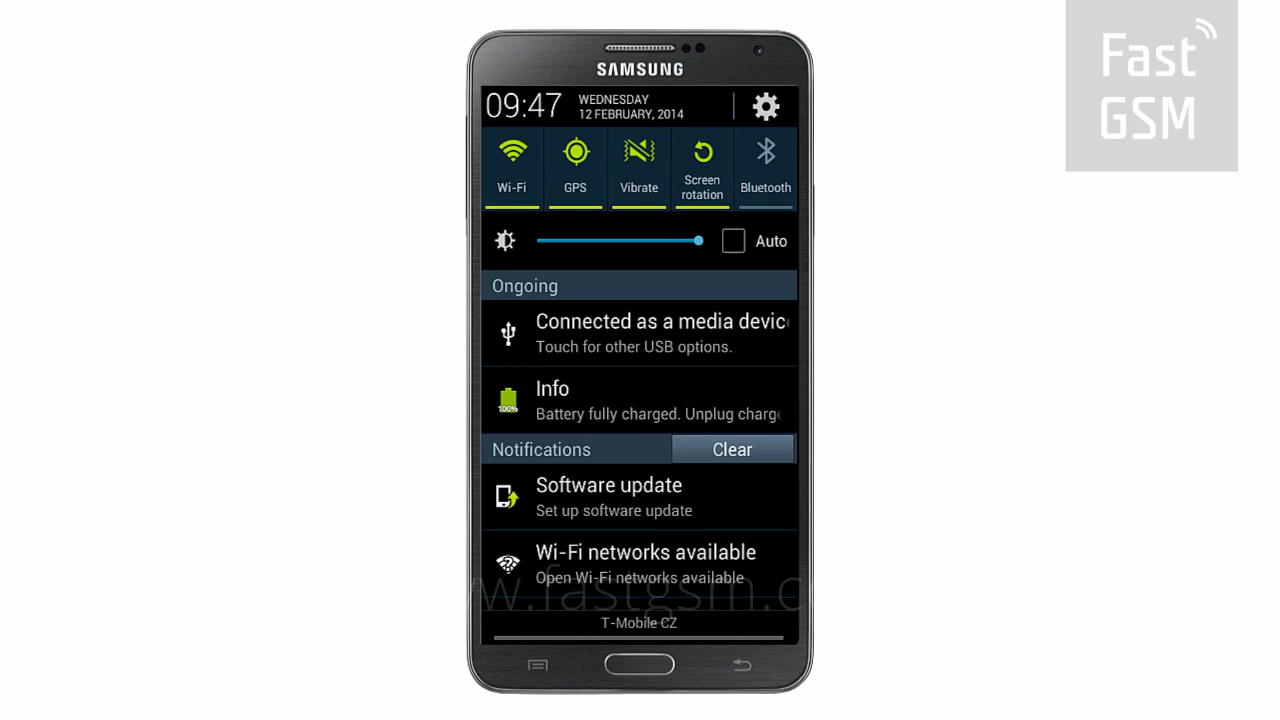 Fast
GSM
SAMSUNG
09:47
WEDNESDAY
12 FEBRUARY, 2014
Wi-Fi
GPS
Vibrate
Screen
rotation
Bluetooth
Auto
Ongoing
Connected as a media devic
Touch for other USB options.
Info
100%
Battery fully charged. Unplug charg
Notifications
Clear
Software update
Set up software update
Wi-Fi networks available
Open Wi-Fi networks available
w.fastgsm.c
T-Mobile CZ